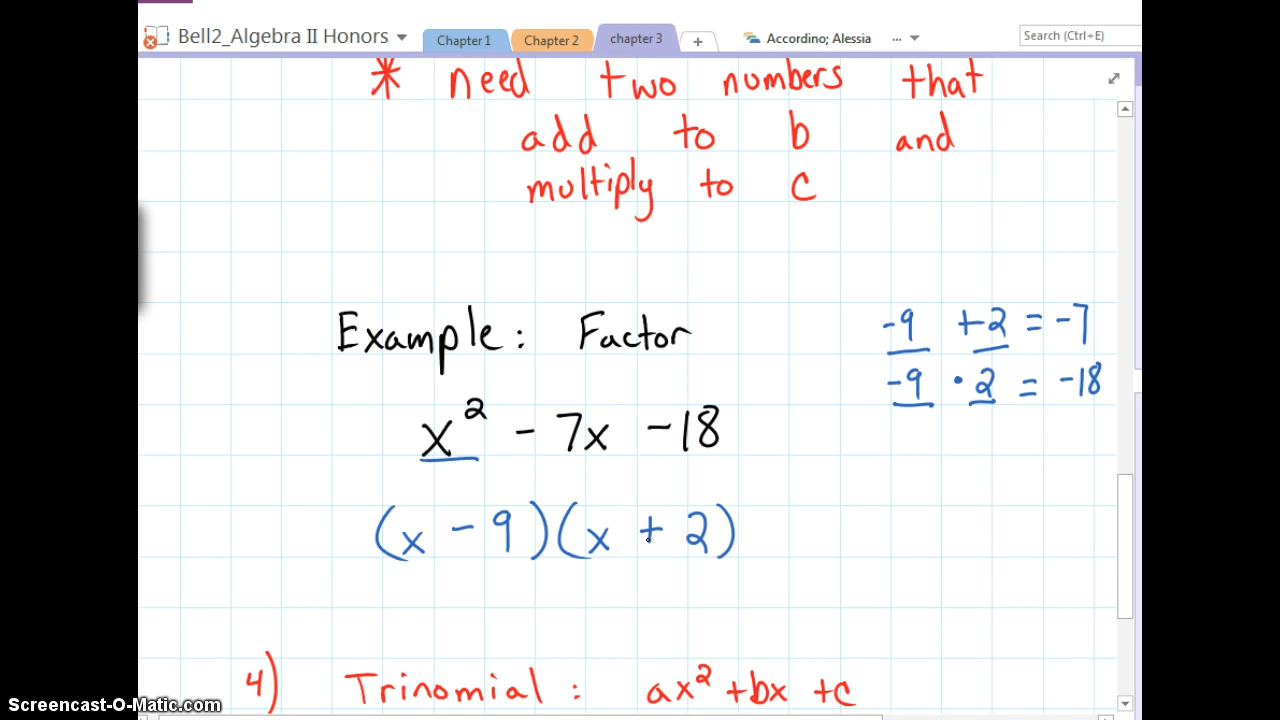 Bell2_Algebra II Honors
Chapter 1
Chapter 2
chapter 3
+
Accordino; Alessia
...
Search (Ctrl+E)
* need two numbers that
add to b and
multiply to c
Example: Factor
-9 +2 = -7
-9 • 2 = -18
x² - 7x - 18
(x - 9)(x + 2)
4) Trinomial: ax² + bx + c
Screencast-O-Matic.com